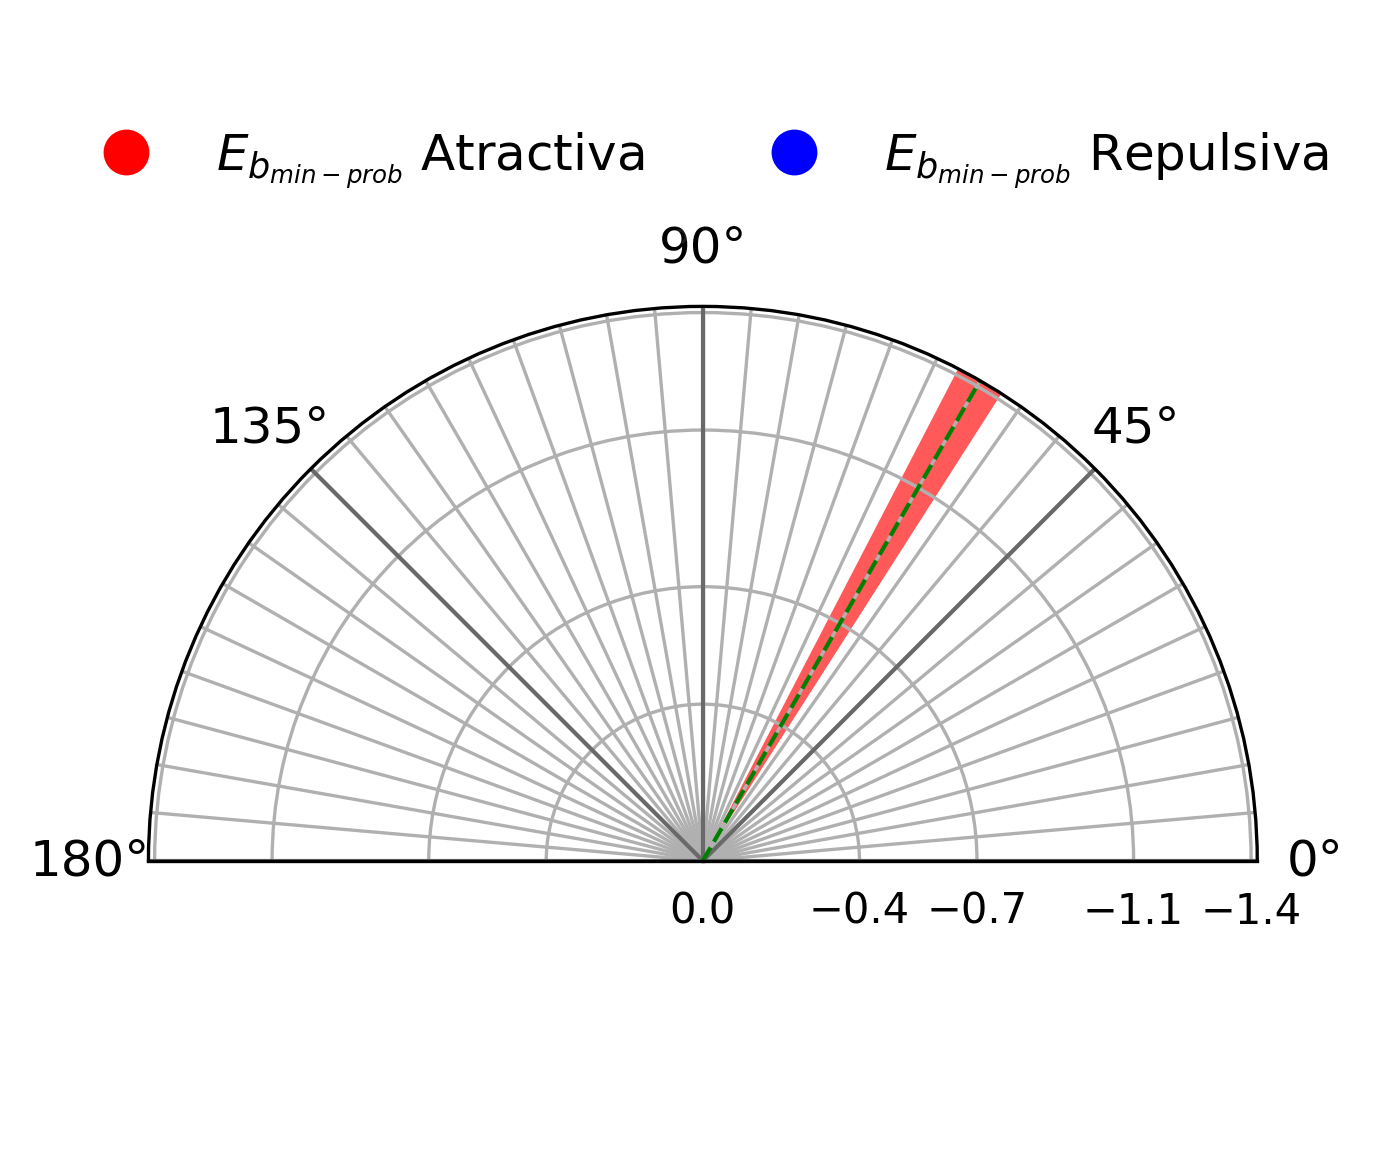 E_{b_{min-prob}} Atractiva E_{b_{min-prob}} Repulsiva
90°
135° 45°
180° 0°
0.0 −0.4 −0.7 −1.1 −1.4